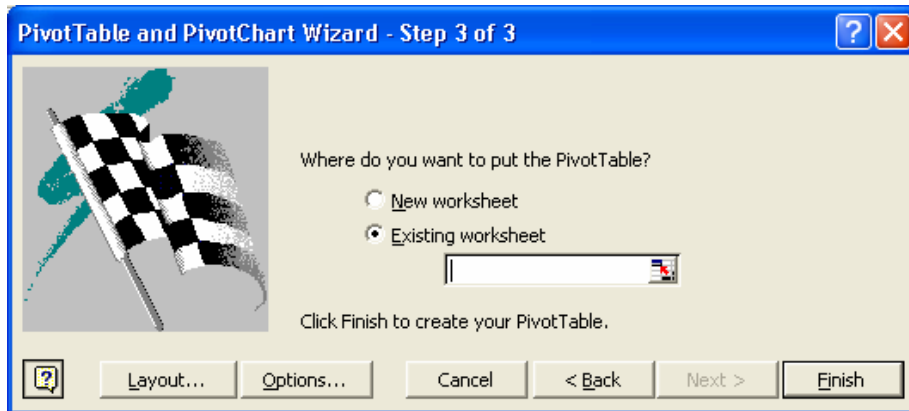 PivotTable and PivotChart Wizard - Step 3 of 3
Where do you want to put the PivotTable?
New worksheet
Existing worksheet
Click Finish to create your PivotTable.
Layout... Options... Cancel < Back Next > Finish